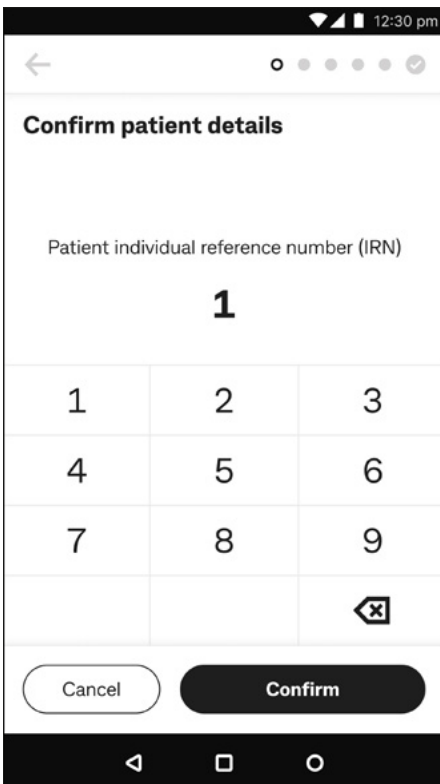 12:30 pm
Confirm patient details
Patient individual reference number (IRN)
1
1 2 3
4 5 6
7 8 9
Cancel Confirm